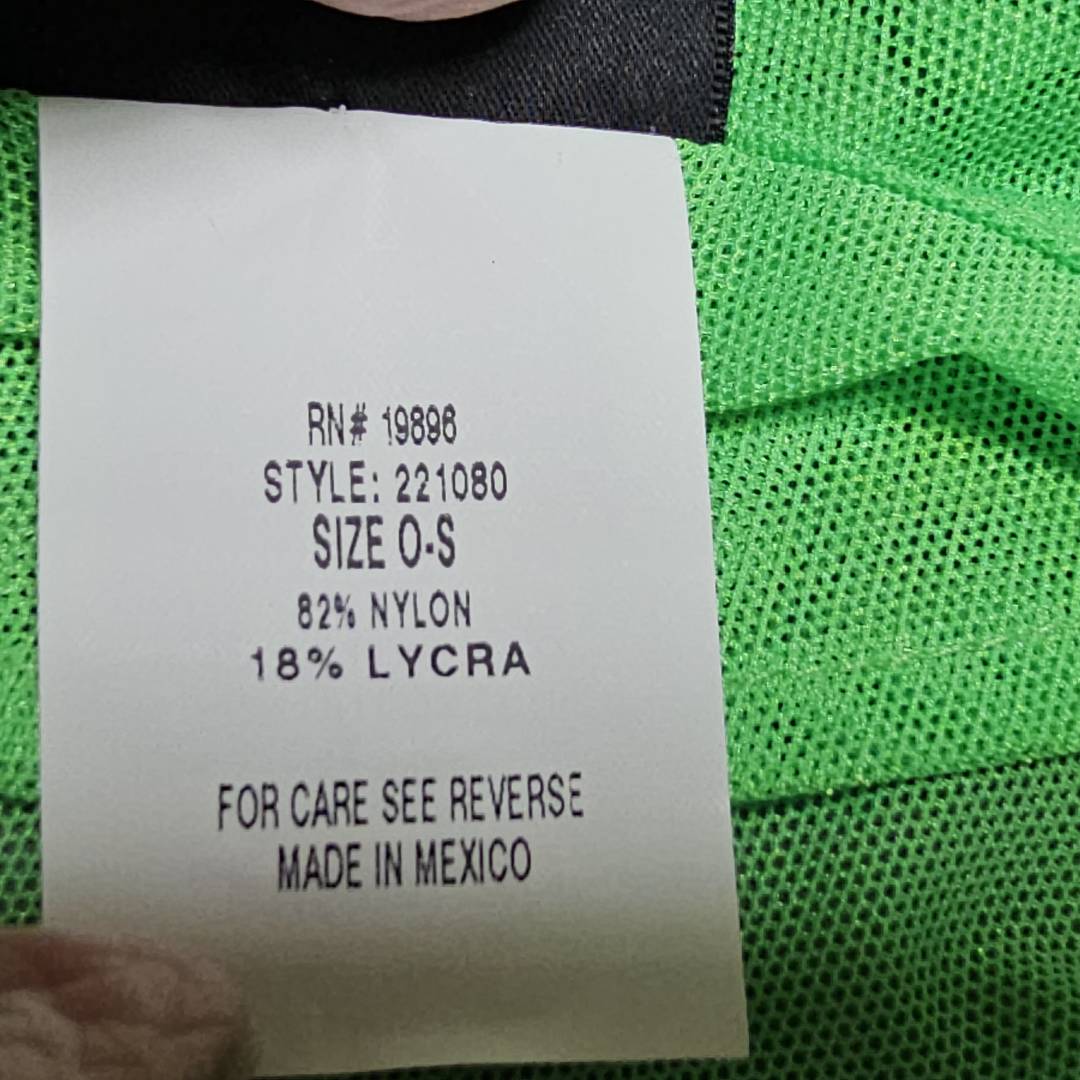 RN# 19896
STYLE: 221080
SIZE O-S
82% NYLON
18% LYCRA
FOR CARE SEE REVERSE
MADE IN MEXICO